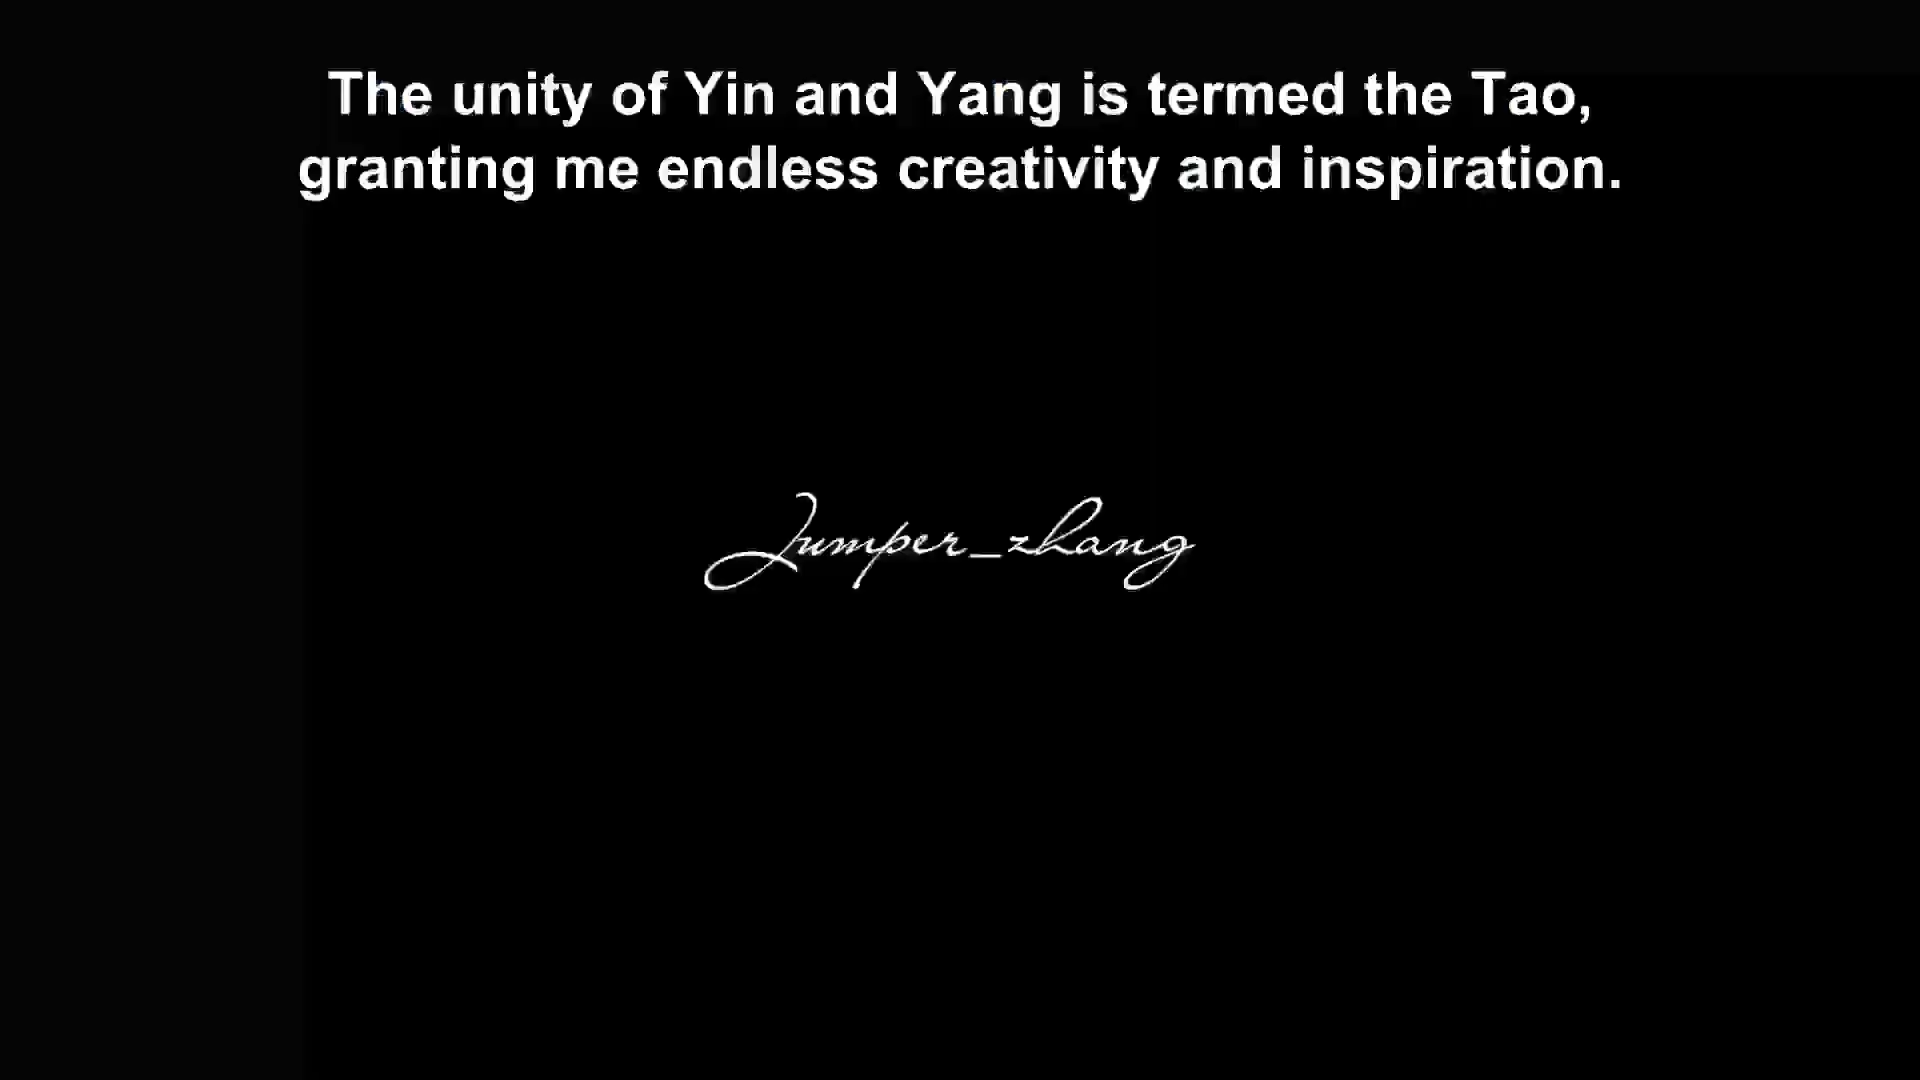 The unity of Yin and Yang is termed the Tao,
granting me endless creativity and inspiration.
Jumper_zhang